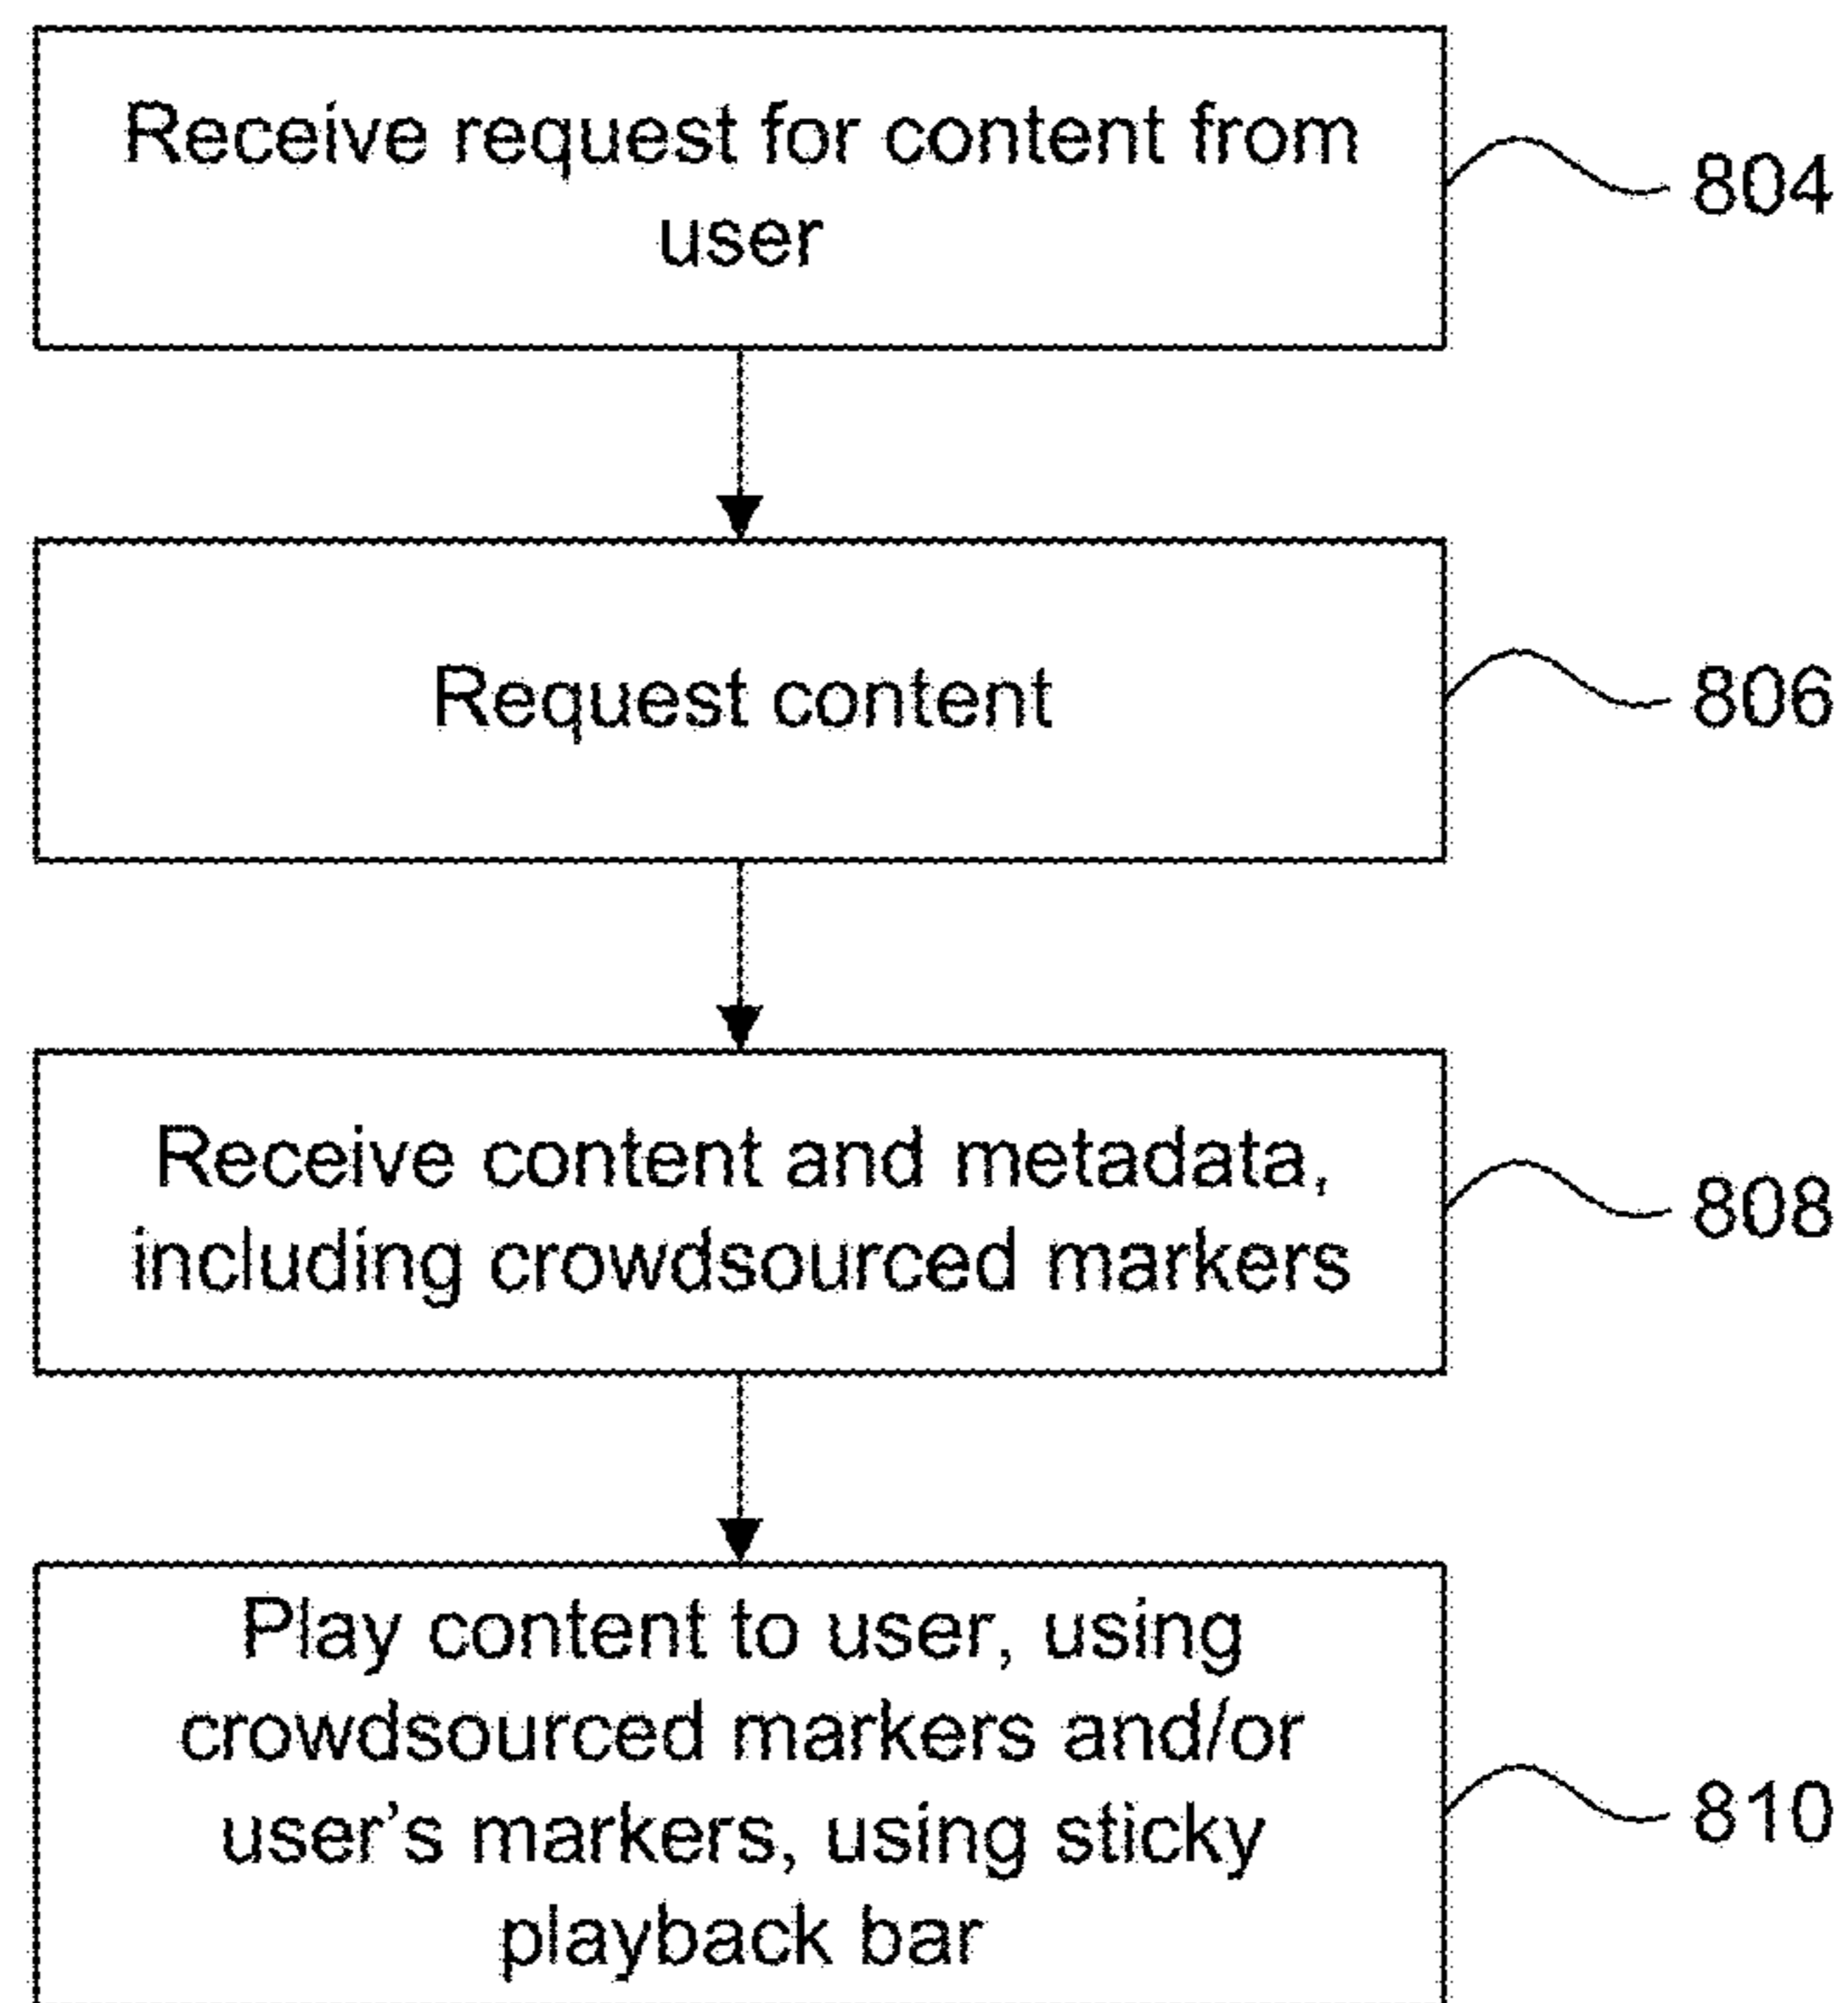 Receive request for content from
user
804
Request content
806
Receive content and metadata,
including crowdsourced markers
808
Play content to user, using
crowdsourced markers and/or
user's markers, using sticky
playback bar
810